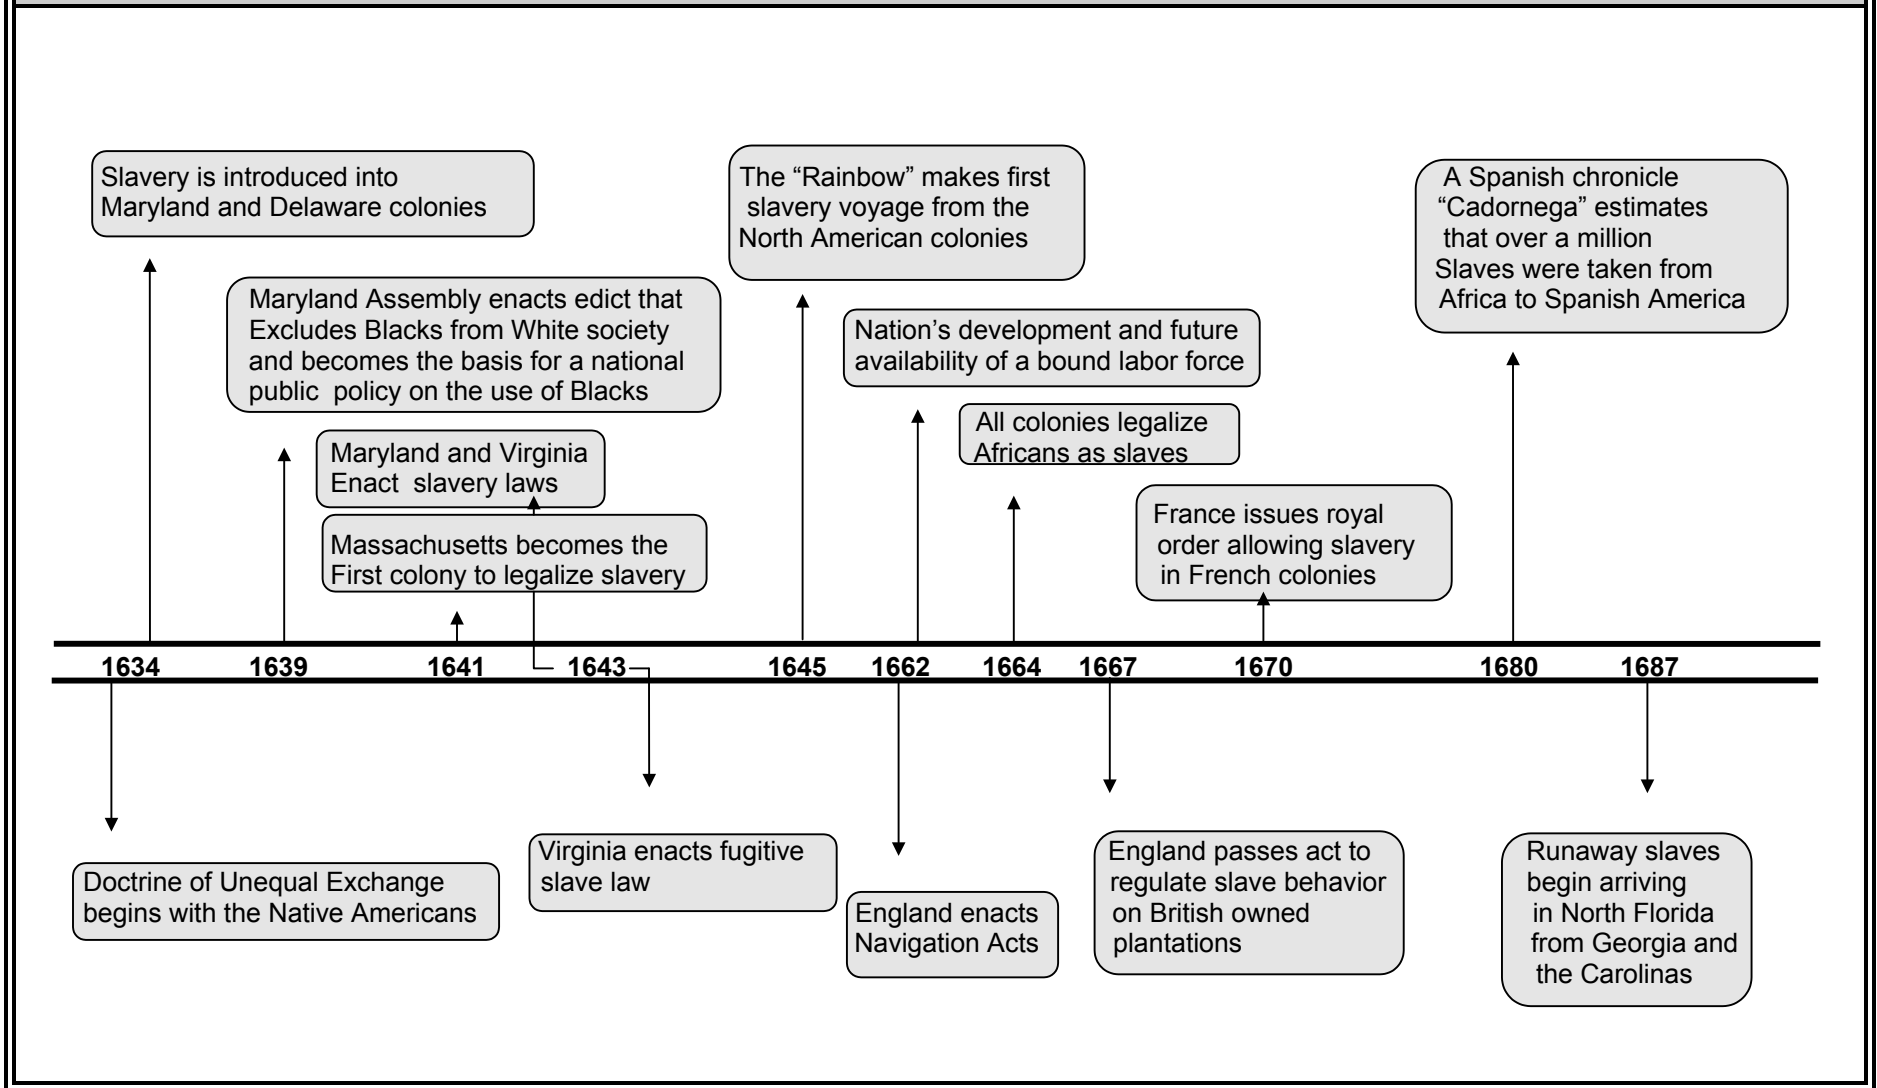 Slavery is introduced into
Maryland and Delaware colonies
Maryland Assembly enacts edict that
Excludes Blacks from White society
and becomes the basis for a national
public  policy on the use of Blacks
Maryland and Virginia
Enact  slavery laws
Massachusetts becomes the
First colony to legalize slavery
The “Rainbow” makes first
slavery voyage from the
North American colonies
Nation’s development and future
availability of a bound labor force
All colonies legalize
Africans as slaves
France issues royal
order allowing slavery
in French colonies
A Spanish chronicle
“Cadornega” estimates
that over a million
Slaves were taken from
Africa to Spanish America
1634 1639 1641 1643 1645 1662 1664 1667 1670 1680 1687
Doctrine of Unequal Exchange
begins with the Native Americans
Virginia enacts fugitive
slave law
England enacts
Navigation Acts
England passes act to
regulate slave behavior
on British owned
plantations
Runaway slaves
begin arriving
in North Florida
from Georgia and
the Carolinas